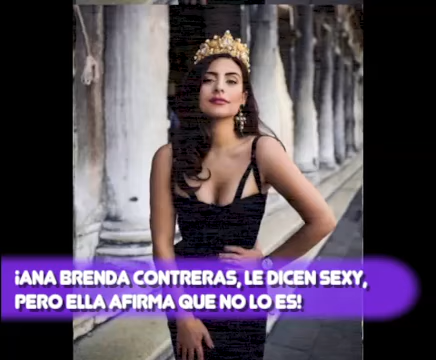 ¡ANA BRENDA CONTRERAS, LE DICEN SEXY,
PERO ELLA AFIRMA QUE NO LO ES!